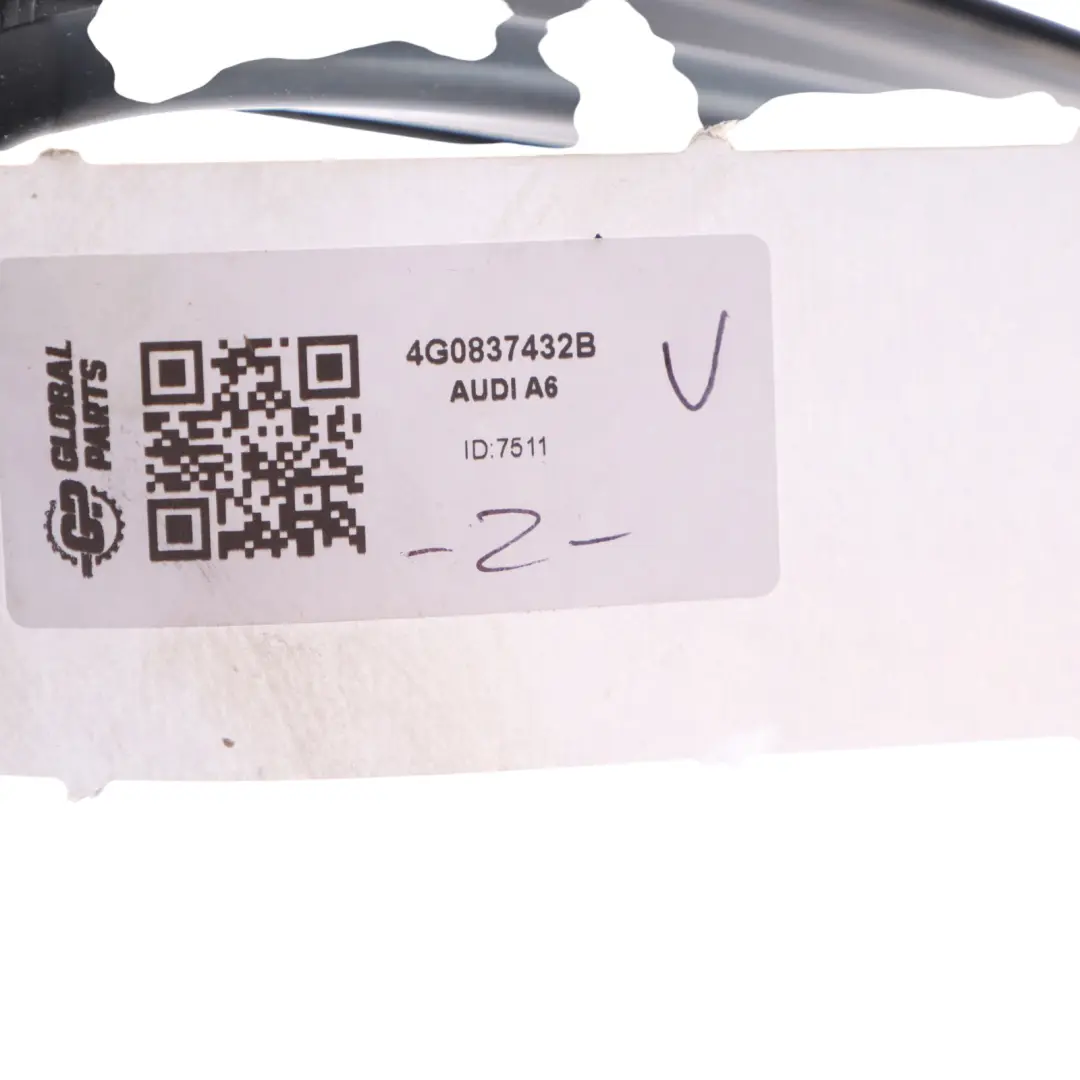 GLOBAL
PARTS
4G0837432B
AUDI A6
ID:7511
-2-
V